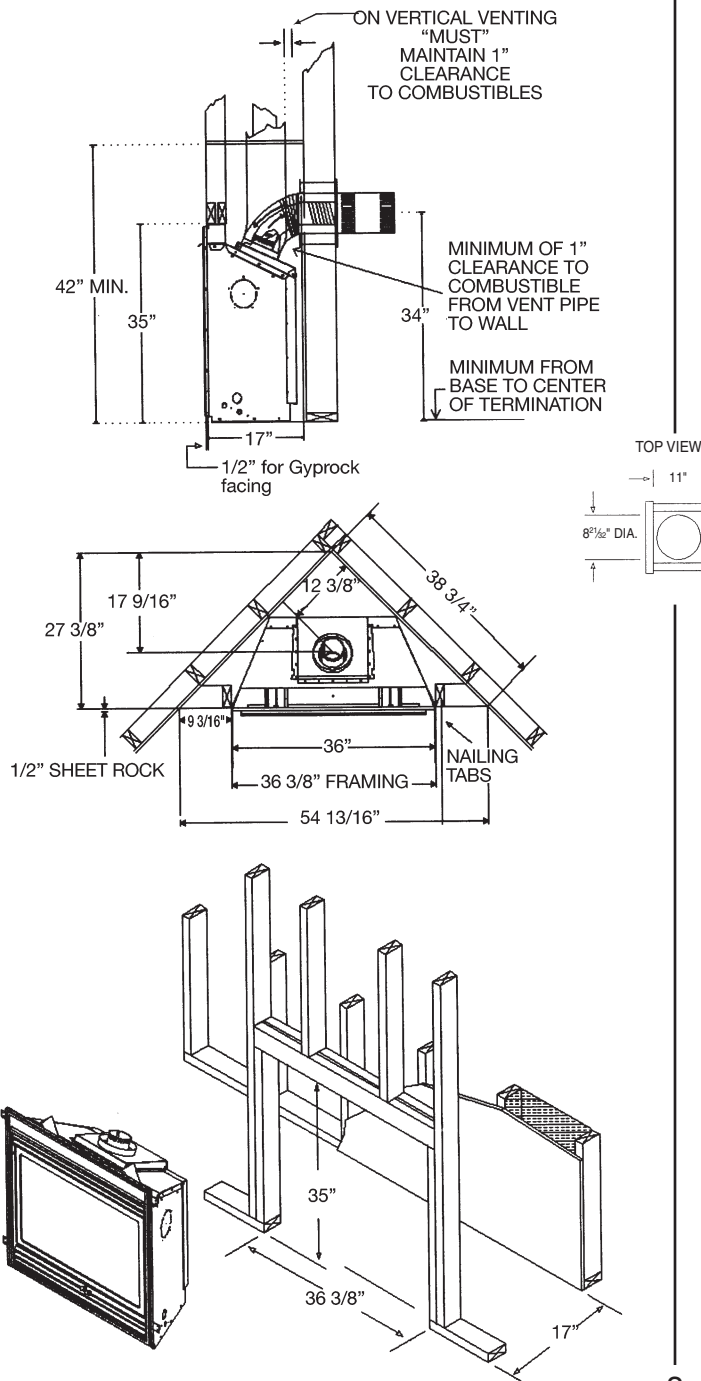 ON VERTICAL VENTING
“MUST”
MAINTAIN 1”
CLEARANCE
TO COMBUSTIBLES
42” MIN.
35”
34”
MINIMUM OF 1”
CLEARANCE TO
COMBUSTIBLE
FROM VENT PIPE
TO WALL
MINIMUM FROM
BASE TO CENTER
OF TERMINATION
17”
1/2” for Gyprock
facing
TOP VIEW
11"
8²¹⁄₃₂" DIA.
12 3/8”
38 3/4”
17 9/16”
27 3/8”
9 3/16"
1/2” SHEET ROCK
36”
NAILING
TABS
36 3/8” FRAMING
54 13/16”
35”
36 3/8”
17”